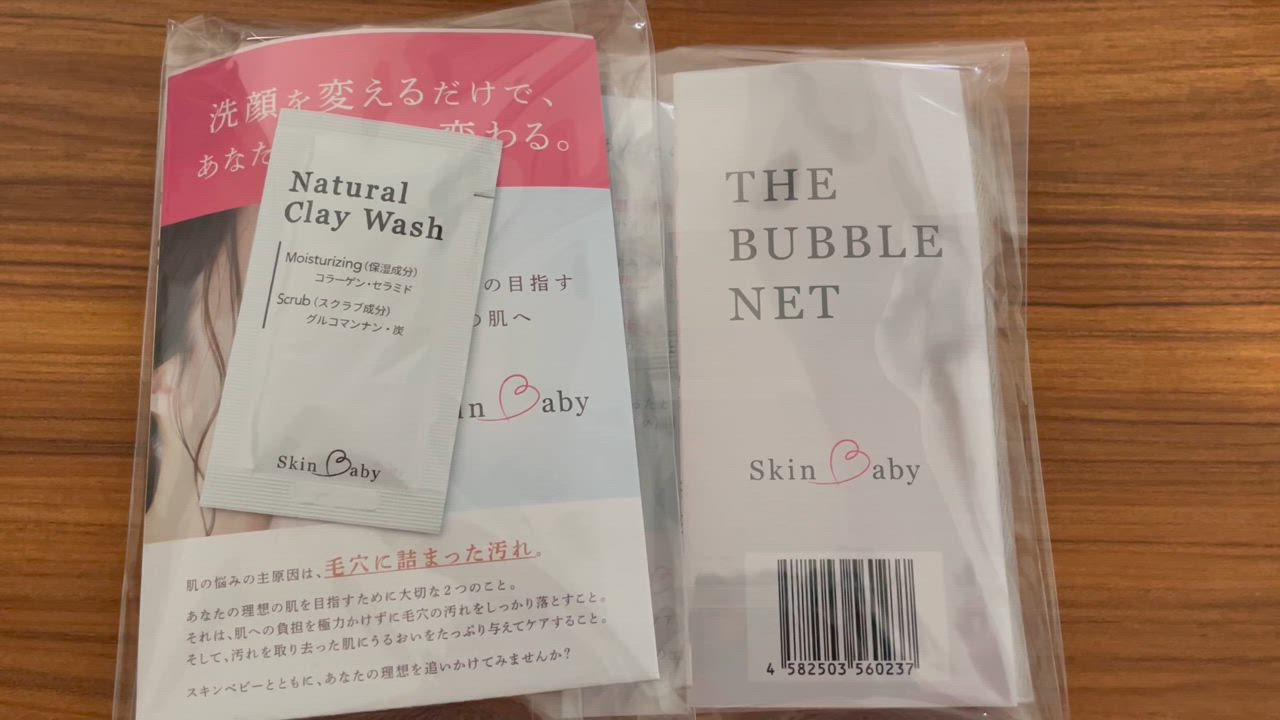 洗顔を変えるだけで、
あなた 変わる。
の目指す
肌へ
in Baby
Natural
Clay Wash
Moisturizing（保湿成分）
コラーゲン・セラミド
Scrub（スクラブ成分）
グルコマンナン・炭
Skin Baby
肌の悩みの主原因は、毛穴に詰まった汚れ。
あなたの理想の肌を目指すために大切な2つのこと。
それは、肌への負担を極力かけずに毛穴の汚れをしっかり落とすこと。
そして、汚れを取り去った肌にうるおいをたっぷり与えてケアすること。
スキンベビーとともに、あなたの理想を追いかけてみませんか？
THE
BUBBLE
NET
Skin Baby
4 582503 560237